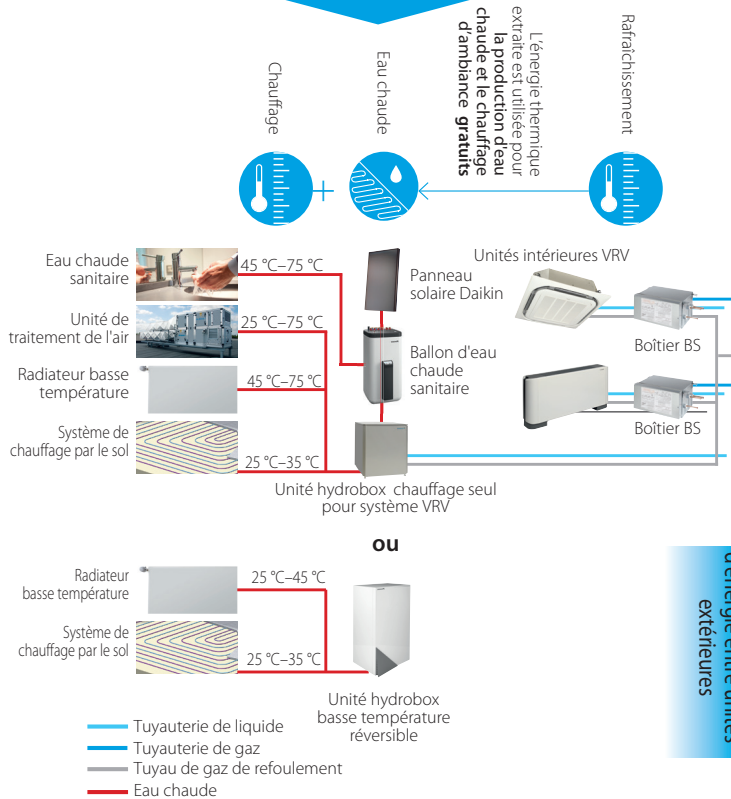 Chauffage
Eau chaude
L'énergie thermique
extraite est utilisée pour
la production d'eau
chaude et le chauffage
d'ambiance gratuits
Rafraîchissement
Eau chaude
sanitaire
45 °C–75 °C
Unité de
traitement de l'air
25 °C–75 °C
Radiateur basse
température
45 °C–75 °C
Système de
chauffage par le sol
25 °C–35 °C
Panneau
solaire Daikin
Ballon d'eau
chaude
sanitaire
Unité hydrobox chauffage seul
pour système VRV
Unités intérieures VRV
Boîtier BS
Boîtier BS
ou
Radiateur
basse température
25 °C–45 °C
Système de
chauffage par le sol
25 °C–35 °C
Unité hydrobox
basse température
réversible
d'énergie entre unités
extérieures
Tuyauterie de liquide
Tuyauterie de gaz
Tuyau de gaz de refoulement
Eau chaude